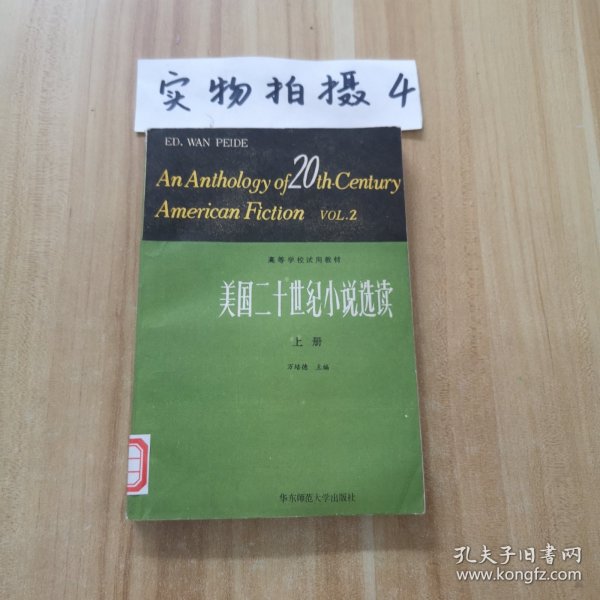 实物拍摄 4
ED. WAN PEIDE
An Anthology of 20th-Century
American Fiction VOL.2
高等学校试用教材
美国二十世纪小说选读
上册
万培德 主编
华东师范大学出版社
孔夫子旧书网
www.kongfz.com